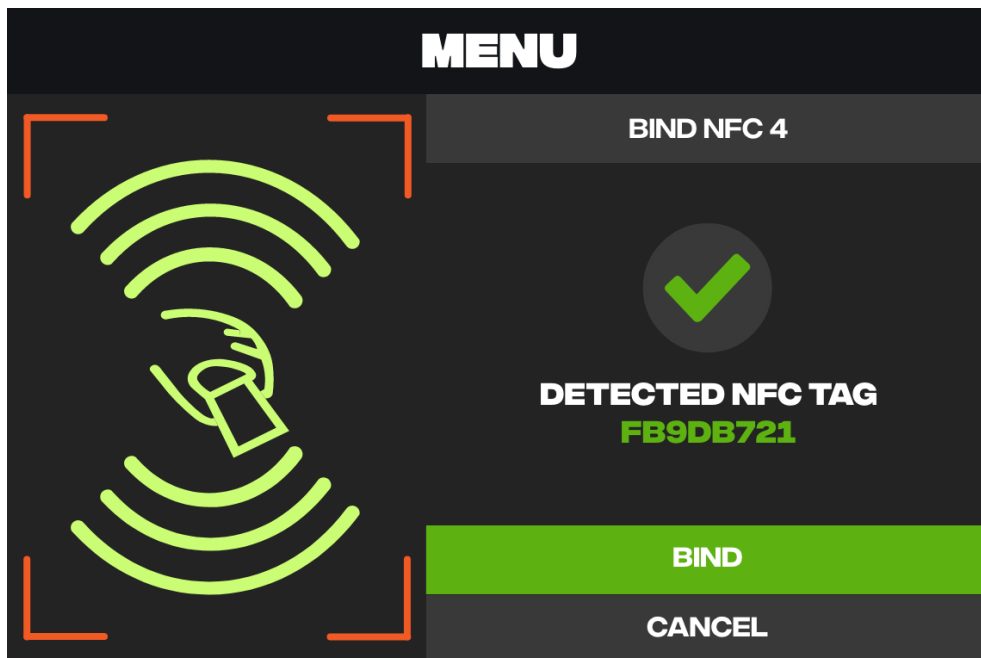 MENU
BIND NFC 4
DETECTED NFC TAG
FB9DB721
BIND
CANCEL